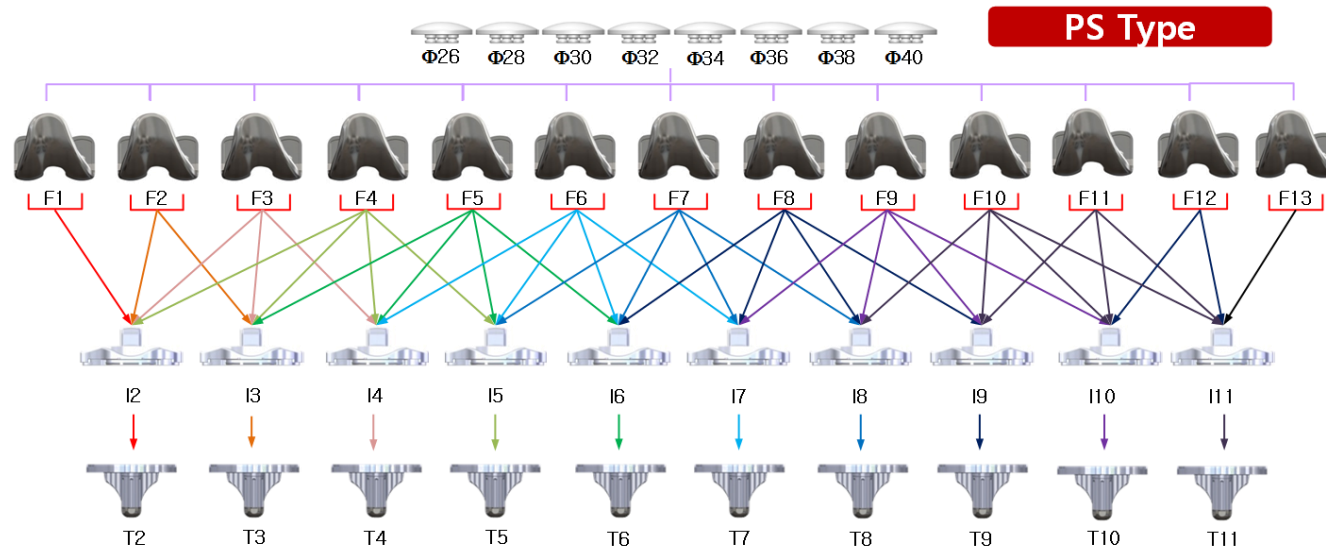 PS Type
Φ26 Φ28 Φ30 Φ32 Φ34 Φ36 Φ38 Φ40
F1 F2 F3 F4 F5 F6 F7 F8 F9 F10 F11 F12 F13
I2 I3 I4 I5 I6 I7 I8 I9 I10 I11
T2 T3 T4 T5 T6 T7 T8 T9 T10 T11